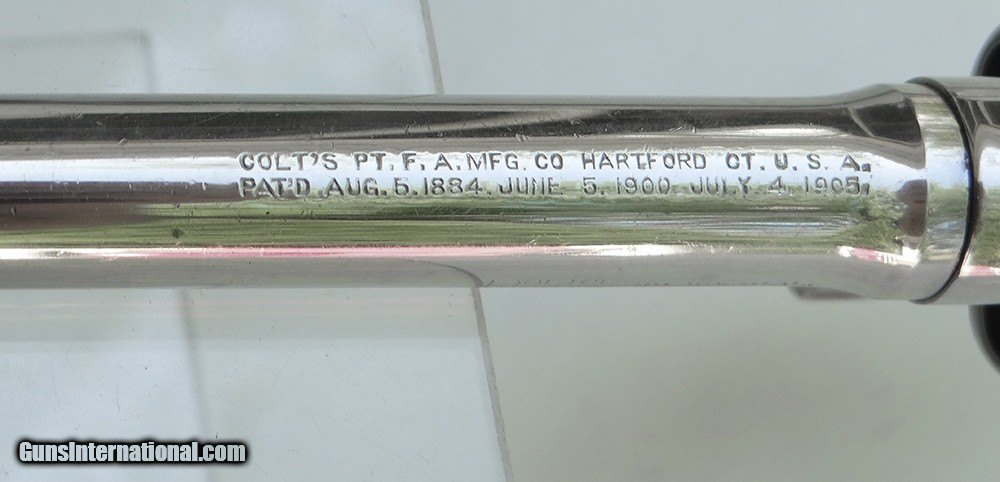 COLT'S PT. F. A. MFG. CO HARTFORD CT. U. S. A.
PAT'D AUG. 5. 1884. JUNE 5. 1900. JULY 4. 1905.
GunsInternational.com